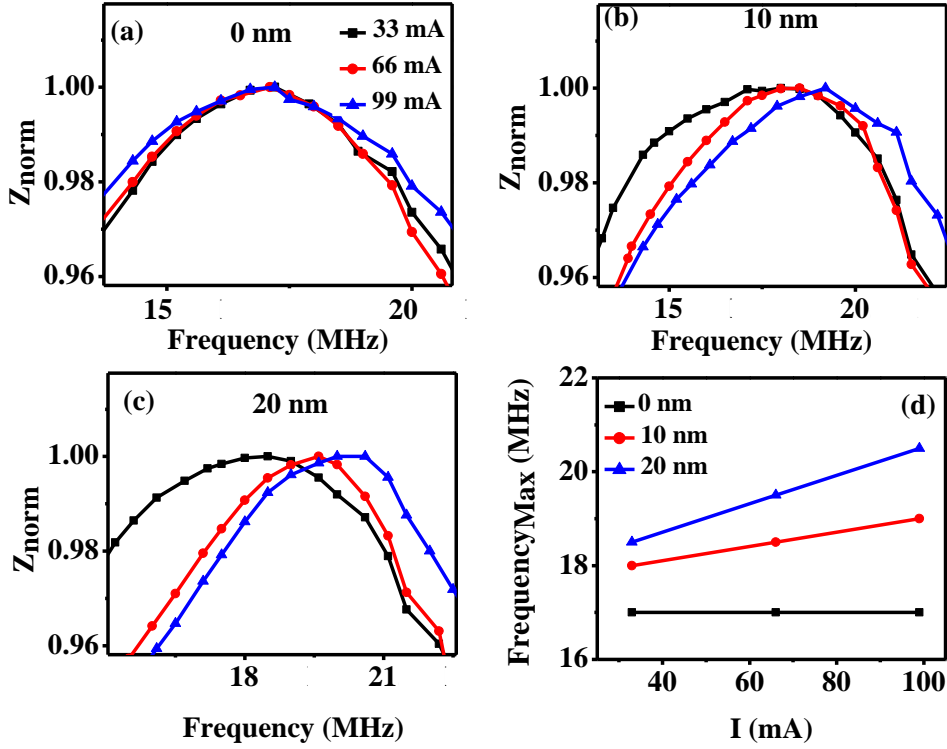 (a)
0 nm
33 mA
66 mA
99 mA
1.00
0.98
0.96
Znorm
15
20
Frequency (MHz)
(b)
10 nm
1.00
0.98
0.96
Znorm
15
20
Frequency (MHz)
(c)
20 nm
1.00
0.98
0.96
Znorm
18
21
Frequency (MHz)
(d)
0 nm
10 nm
20 nm
22
20
18
16
FrequencyMax (MHz)
40
60
80
100
I (mA)